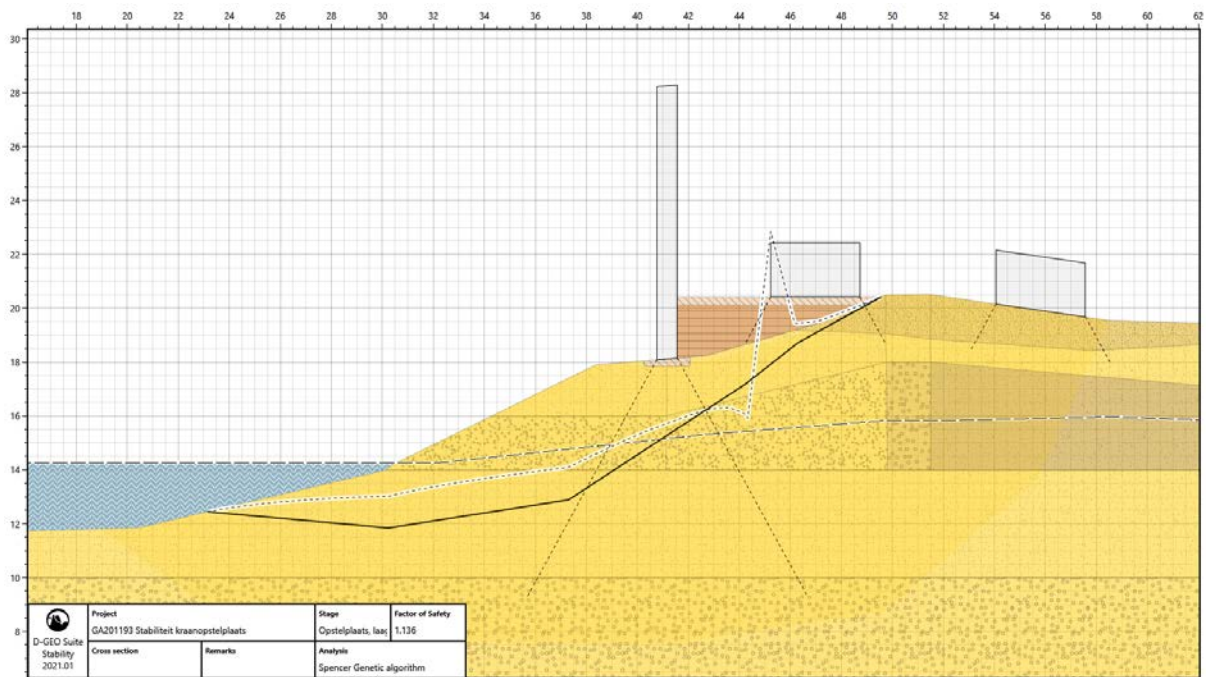 18 20 22 24 26 28 30 32 34 36 38 40 42 44 46 48 50 52 54 56 58 60 62
30
28
26
24
22
20
18
16
14
12
10
8
D-GEO Suite
Stability
2021.01
Project
GA201193 Stabiliteit kraanopstelplaats
Stage
Opstelplaats,
Factor of Safety
1,136
Cross section
Remarks
Analysis
Spencer Genetic algorithm